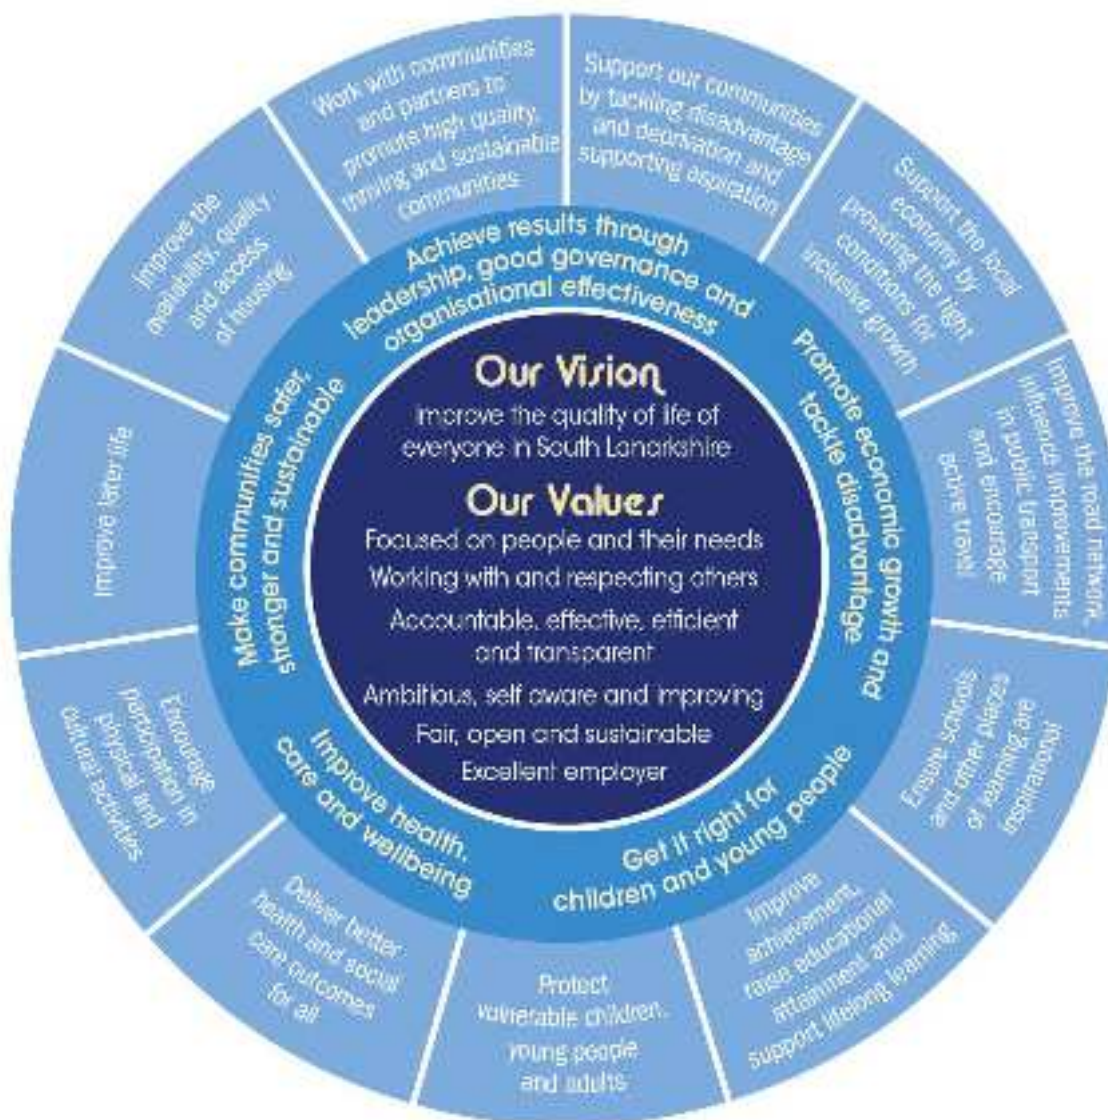 Our Vision
Improve the quality of life of
everyone in South Lanarkshire
Our Values
Focused on people and their needs
Working with and respecting others
Accountable, effective, efficient
and transparent
Ambitious, self aware and improving
Fair, open and sustainable
Excellent employer
Achieve results through
leadership, good governance and
organisational effectiveness
Promote economic growth and
tackle disadvantage
Get it right for
children and young people
Improve health,
care and wellbeing
Make communities safer,
stronger and sustainable
Support our communities
by tackling disadvantage
and deprivation and
supporting aspiration
Support the local
economy by
providing the right
conditions for
inclusive growth
Improve the road network,
influence improvements
in public transport
and encourage
active travel
Ensure schools
and other places
of learning are
inspirational
Improve
achievement,
raise educational
attainment and
support lifelong learning
Protect
vulnerable children,
young people
and adults
Deliver better
health and social
care outcomes
for all
Encourage
participation in
physical and
cultural activities
Improve later life
Improve the
availability, quality
and access
of housing
Work with communities
and partners to
promote high quality,
thriving and sustainable
communities